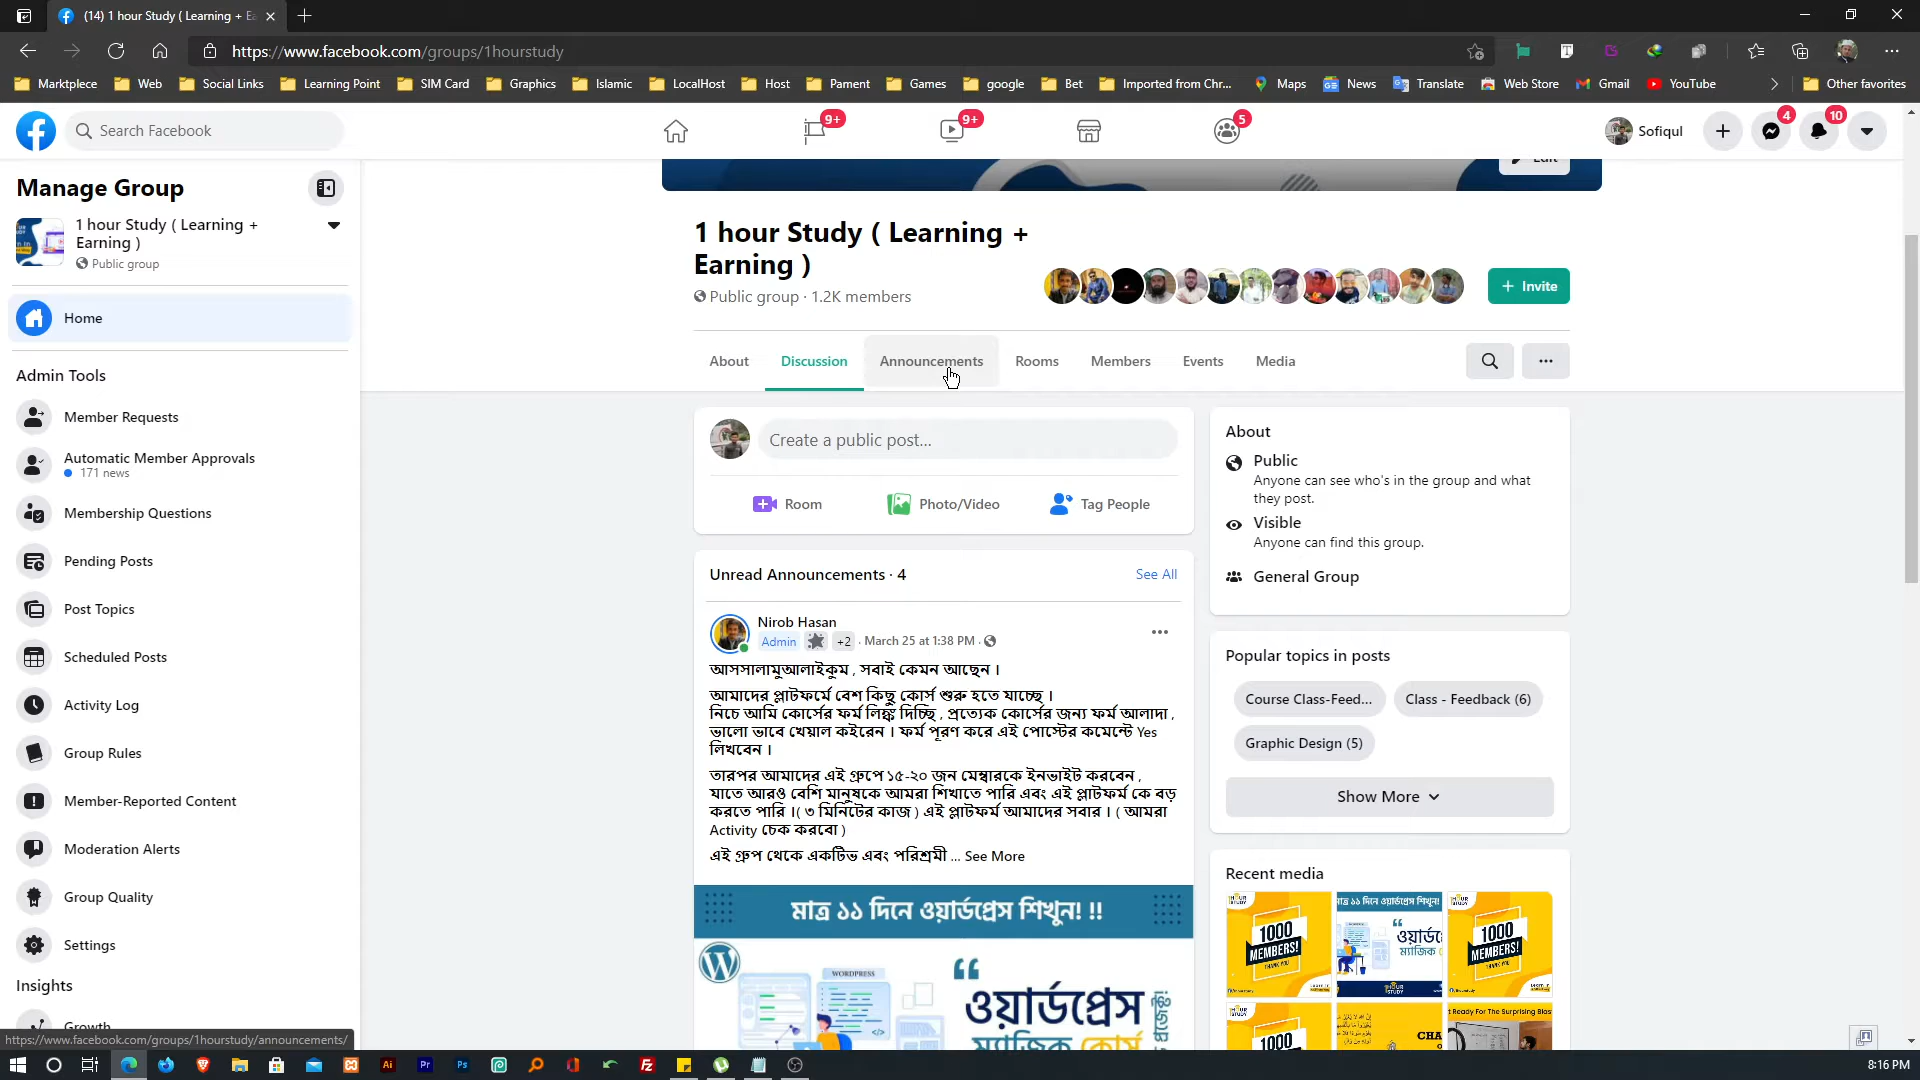 (14) 1 hour Study ( Learning + Ea
https://www.facebook.com/groups/1hourstudy
Marktplece
Web
Social Links
Learning Point
SIM Card
Graphics
Islamic
LocalHost
Host
Pament
Games
google
Bet
Imported from Chr...
Maps
News
Translate
Web Store
Gmail
YouTube
Other favorites
Search Facebook
9+
9+
5
Sofiqul
4
10
Manage Group
1 hour Study ( Learning +
Earning )
Public group
Home
Admin Tools
Member Requests
Automatic Member Approvals
171 news
Membership Questions
Pending Posts
Post Topics
Scheduled Posts
Activity Log
Group Rules
Member-Reported Content
Moderation Alerts
Group Quality
Settings
Insights
Growth
https://www.facebook.com/groups/1hourstudy/announcements/
Edit
1 hour Study ( Learning +
Earning )
Public group · 1.2K members
+ Invite
About
Discussion
Announcements
Rooms
Members
Events
Media
Create a public post...
Room
Photo/Video
Tag People
Unread Announcements · 4
See All
Nirob Hasan
Admin
+2 · March 25 at 1:38 PM ·
আসসালামুআলাইকুম , সবাই কেমন আছেন ।
আমাদের প্লাটফর্মে বেশ কিছু কোর্স শুরু হতে যাচ্ছে ।
নিচে আমি কোর্সের ফর্ম লিঙ্ক দিচ্ছি , প্রত্যেক কোর্সের জন্য ফর্ম আলাদা ,
ভালো ভাবে খেয়াল কইরেন । ফর্ম পূরণ করে এই পোস্টের কমেন্টে Yes
লিখবেন ।
তারপর আমাদের এই গ্রুপে ১৫-২০ জন মেম্বারকে ইনভাইট করবেন ,
যাতে আরও বেশি মানুষকে আমরা শিখাতে পারি এবং এই প্লাটফর্ম কে বড়
করতে পারি ।( ৩ মিনিটের কাজ ) এই প্লাটফর্ম আমাদের সবার । ( আমরা
Activity চেক করবো )
এই গ্রুপ থেকে একটিভ এবং পরিশ্রমী ... See More
মাত্র ১১ দিনে ওয়ার্ডপ্রেস শিখুন! !!
WORDPRESS
“
ওয়ার্ডপ্রেস
ম্যাজিক কোর্স
About
Public
Anyone can see who's in the group and what
they post.
Visible
Anyone can find this group.
General Group
Popular topics in posts
Course Class-Feed...
Class - Feedback (6)
Graphic Design (5)
Show More
Recent media
1000
MEMBERS!
THANK YOU
1000
MEMBERS!
THANK YOU
8:16 PM